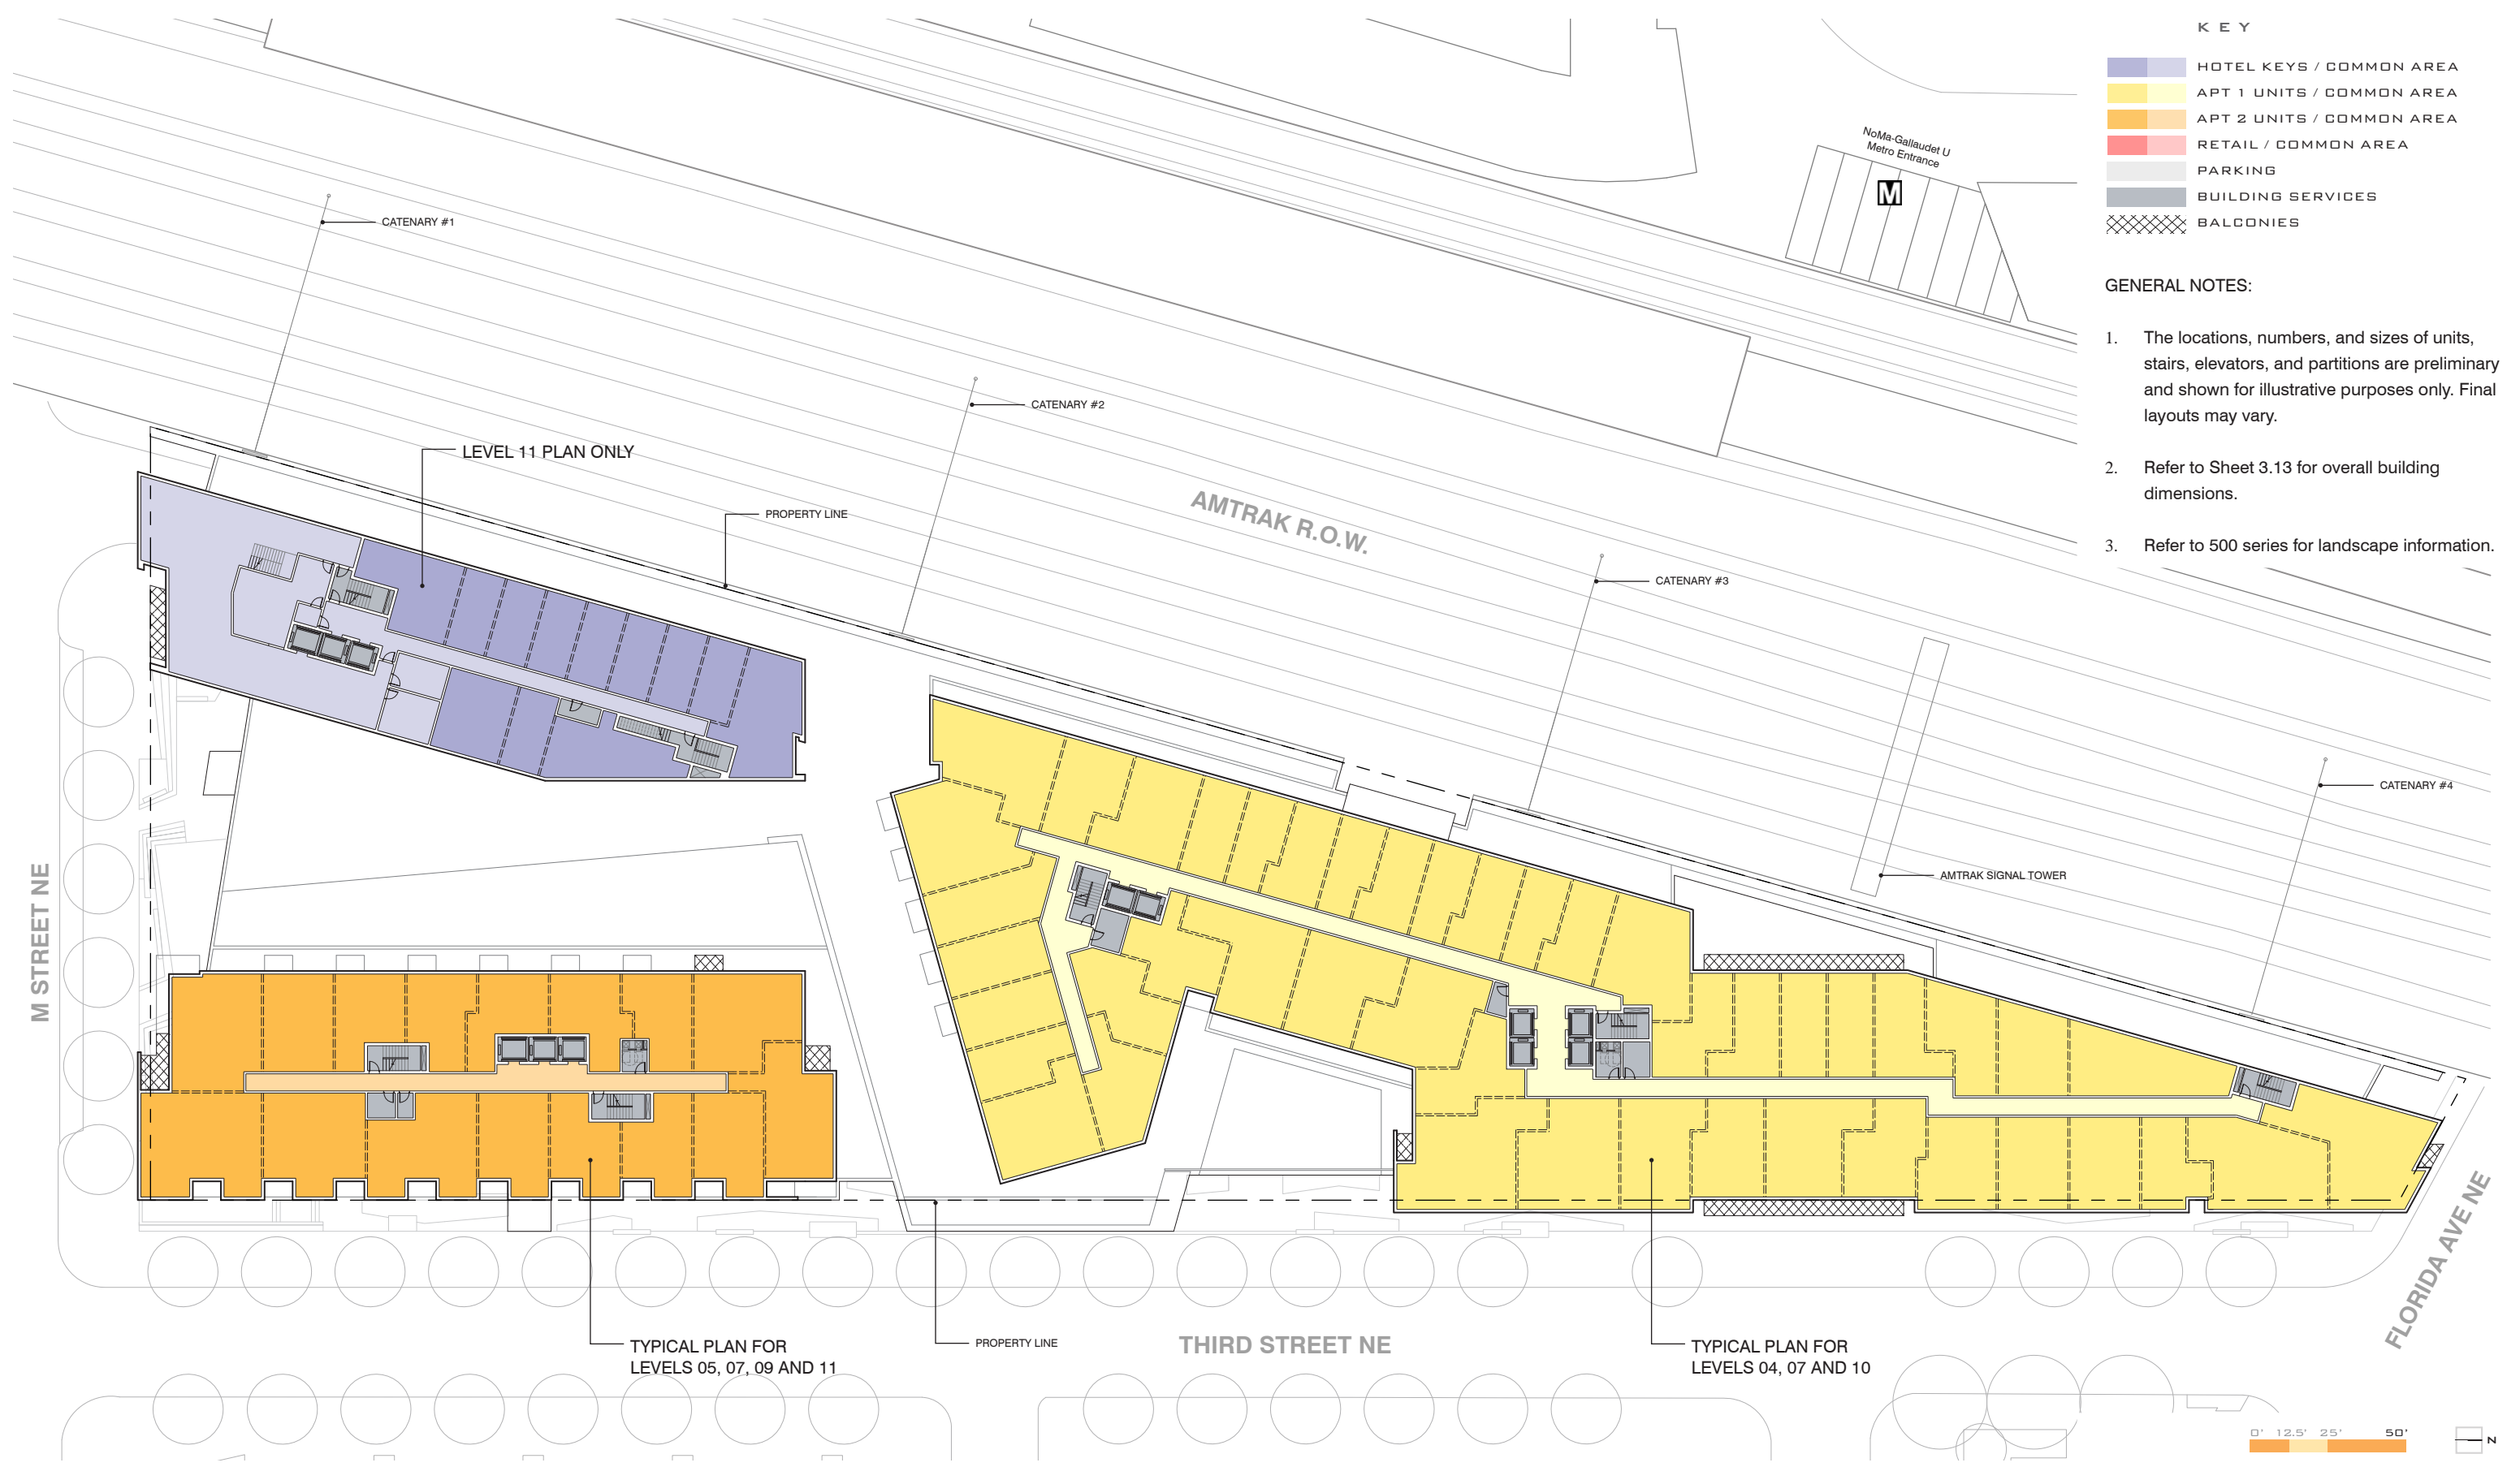 KEY
HOTEL KEYS / COMMON AREA
APT 1 UNITS / COMMON AREA
APT 2 UNITS / COMMON AREA
RETAIL / COMMON AREA
PARKING
BUILDING SERVICES
BALCONIES
GENERAL NOTES:
1. The locations, numbers, and sizes of units,
stairs, elevators, and partitions are preliminary
and shown for illustrative purposes only. Final
layouts may vary.
2. Refer to Sheet 3.13 for overall building
dimensions.
3. Refer to 500 series for landscape information.
NoMa-Gallaudet U
Metro Entrance
M
CATENARY #1
CATENARY #2
LEVEL 11 PLAN ONLY
PROPERTY LINE
AMTRAK R.O.W.
CATENARY #3
CATENARY #4
AMTRAK SIGNAL TOWER
M STREET NE
FLORIDA AVE NE
TYPICAL PLAN FOR
LEVELS 05, 07, 09 AND 11
PROPERTY LINE
THIRD STREET NE
TYPICAL PLAN FOR
LEVELS 04, 07 AND 10
0' 12.5' 25' 50'
N